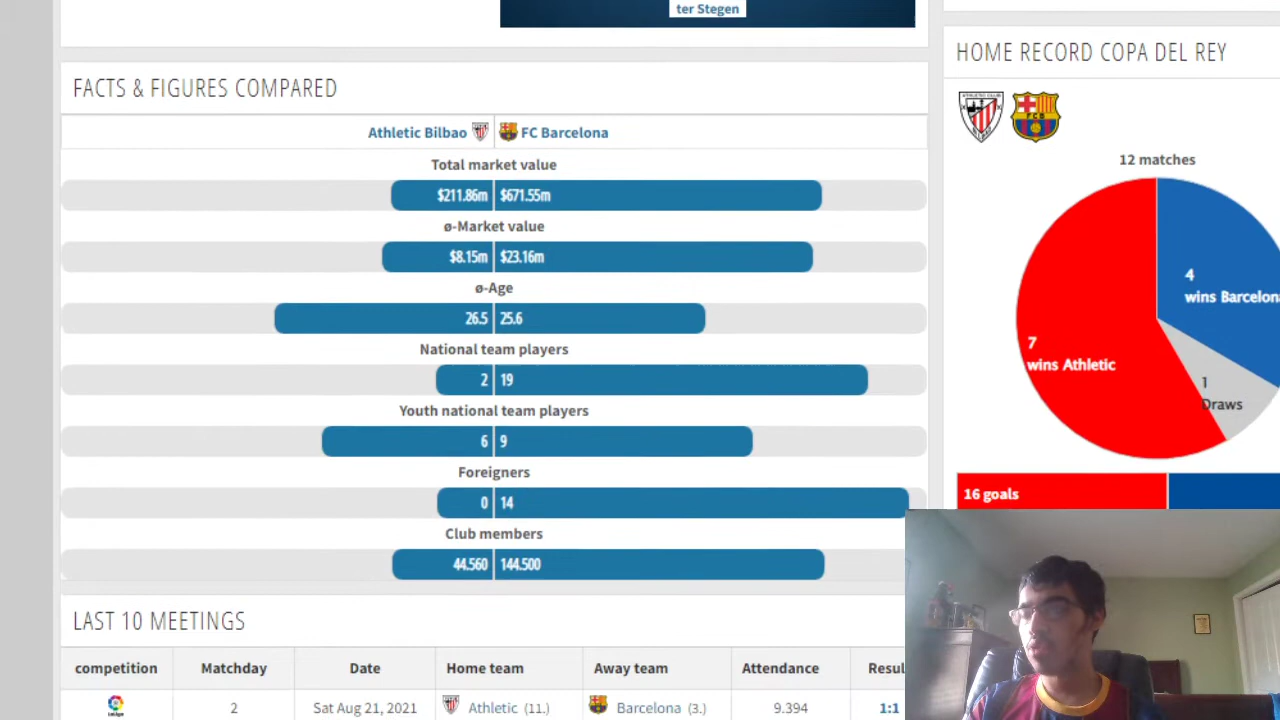 ter Stegen
FACTS & FIGURES COMPARED
Athletic Bilbao FC Barcelona
Total market value
$211.86m $671.55m
ø-Market value
$8.15m $23.16m
ø-Age
26.5 25.6
National team players
2 19
Youth national team players
6 9
Foreigners
0 14
Club members
44.560 144.500
LAST 10 MEETINGS
competition Matchday Date Home team Away team Attendance Resul
2 Sat Aug 21, 2021 Athletic (11.) Barcelona (3.) 9.394 1:1
HOME RECORD COPA DEL REY
12 matches
4
wins Barcelona
7
wins Athletic
1
Draws
16 goals